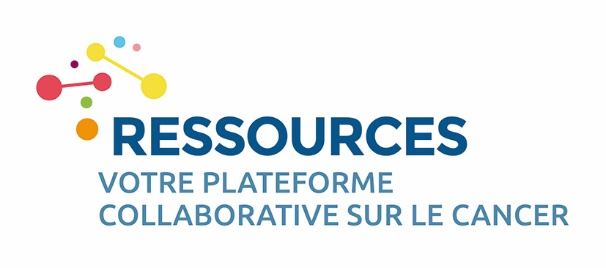 RESSOURCES
VOTRE PLATEFORME
COLLABORATIVE SUR LE CANCER